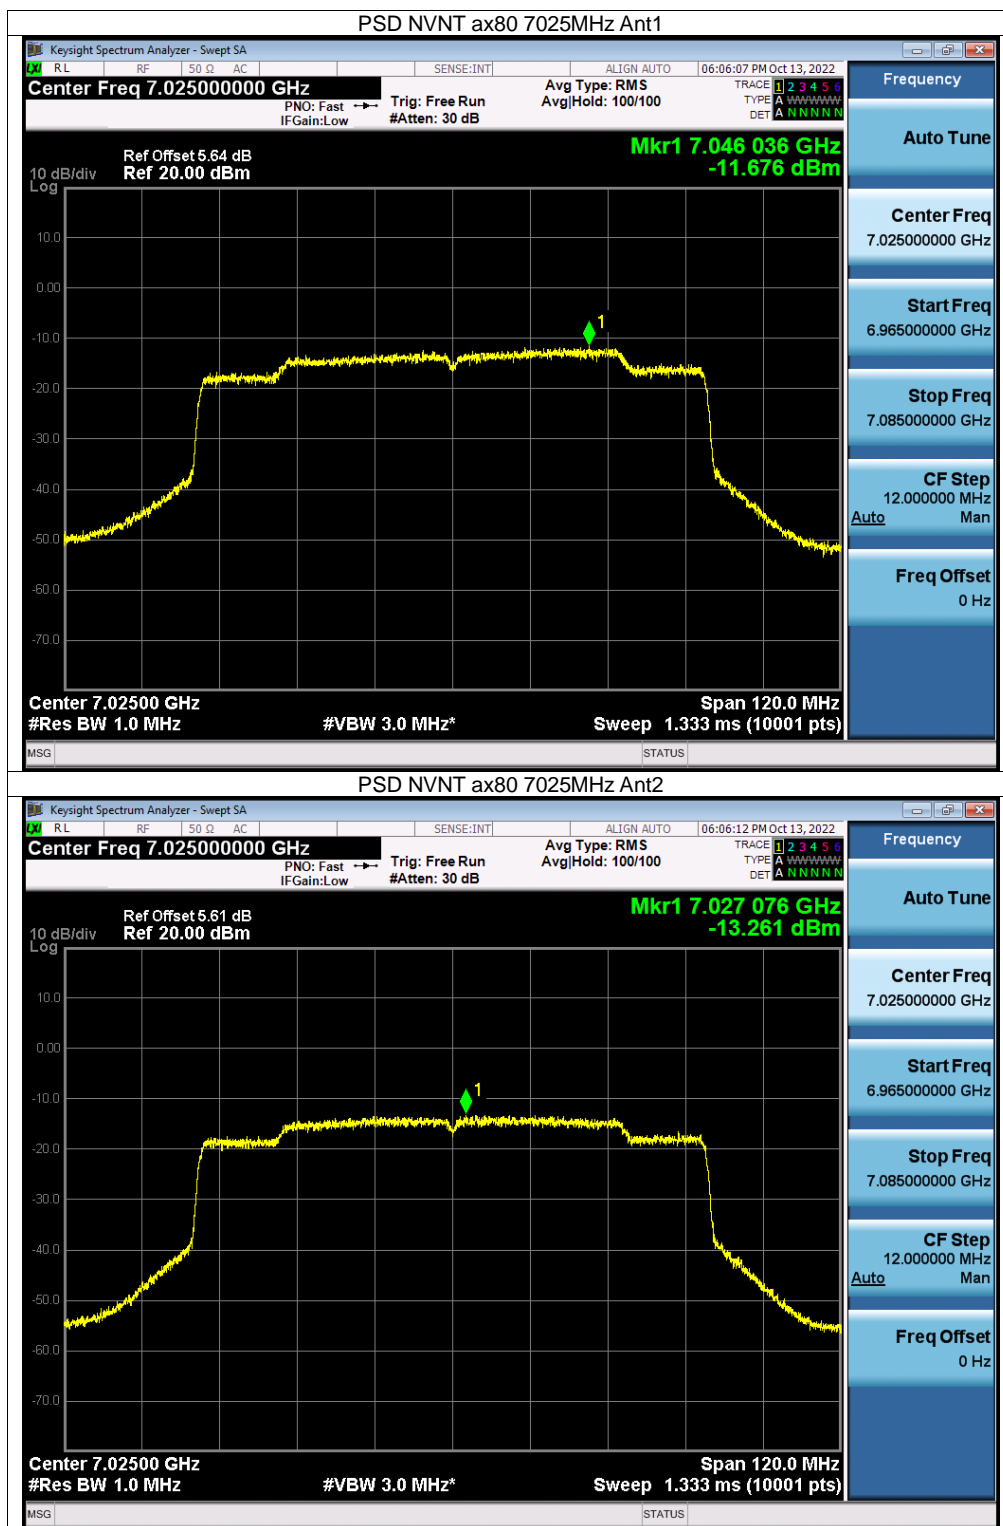 PSD NVNT ax80 7025MHz Ant1
Keysight Spectrum Analyzer - Swept SA
LXI RL RF 50 Ω AC SENSE:INT ALIGN AUTO 06:06:07 PM Oct 13, 2022
Center Freq 7.025000000 GHz
PNO: Fast
IFGain:Low
Trig: Free Run
#Atten: 30 dB
Avg Type: RMS
Avg|Hold: 100/100
TRACE 1 2 3 4 5 6
TYPE A WWWWW
DET A N N N N N
Mkr1 7.046 036 GHz
-11.676 dBm
Ref Offset 5.64 dB
10 dB/div Ref 20.00 dBm
Log
10.0
0.00
-10.0
-20.0
-30.0
-40.0
-50.0
-60.0
-70.0
1
Center 7.02500 GHz Span 120.0 MHz
#Res BW 1.0 MHz #VBW 3.0 MHz* Sweep 1.333 ms (10001 pts)
MSG STATUS
Frequency
Auto Tune
Center Freq
7.025000000 GHz
Start Freq
6.965000000 GHz
Stop Freq
7.085000000 GHz
CF Step
12.000000 MHz
Auto Man
Freq Offset
0 Hz
PSD NVNT ax80 7025MHz Ant2
Keysight Spectrum Analyzer - Swept SA
LXI RL RF 50 Ω AC SENSE:INT ALIGN AUTO 06:06:12 PM Oct 13, 2022
Center Freq 7.025000000 GHz
PNO: Fast
IFGain:Low
Trig: Free Run
#Atten: 30 dB
Avg Type: RMS
Avg|Hold: 100/100
TRACE 1 2 3 4 5 6
TYPE A WWWWW
DET A N N N N N
Mkr1 7.027 076 GHz
-13.261 dBm
Ref Offset 5.61 dB
10 dB/div Ref 20.00 dBm
Log
10.0
0.00
-10.0
-20.0
-30.0
-40.0
-50.0
-60.0
-70.0
1
Center 7.02500 GHz Span 120.0 MHz
#Res BW 1.0 MHz #VBW 3.0 MHz* Sweep 1.333 ms (10001 pts)
MSG STATUS
Frequency
Auto Tune
Center Freq
7.025000000 GHz
Start Freq
6.965000000 GHz
Stop Freq
7.085000000 GHz
CF Step
12.000000 MHz
Auto Man
Freq Offset
0 Hz